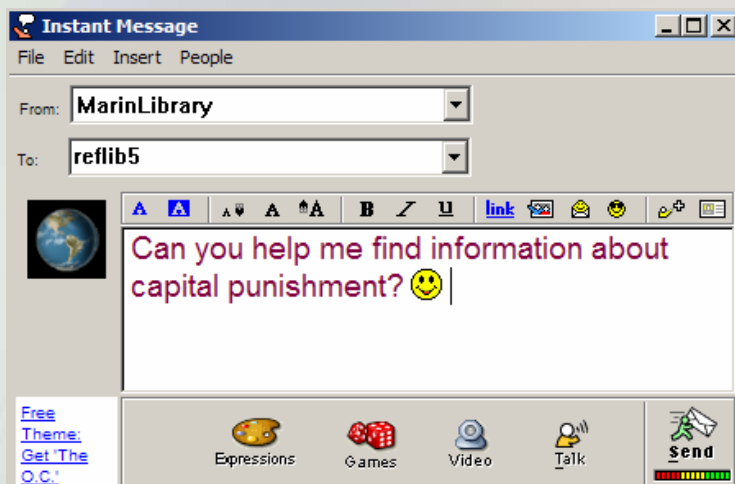 Instant Message
File Edit Insert People
From: MarinLibrary
To: reflib5
A A A A A B I U link
Can you help me find information about
capital punishment?
Free
Theme:
Get 'The
O.C.'
Expressions Games Video Talk Send